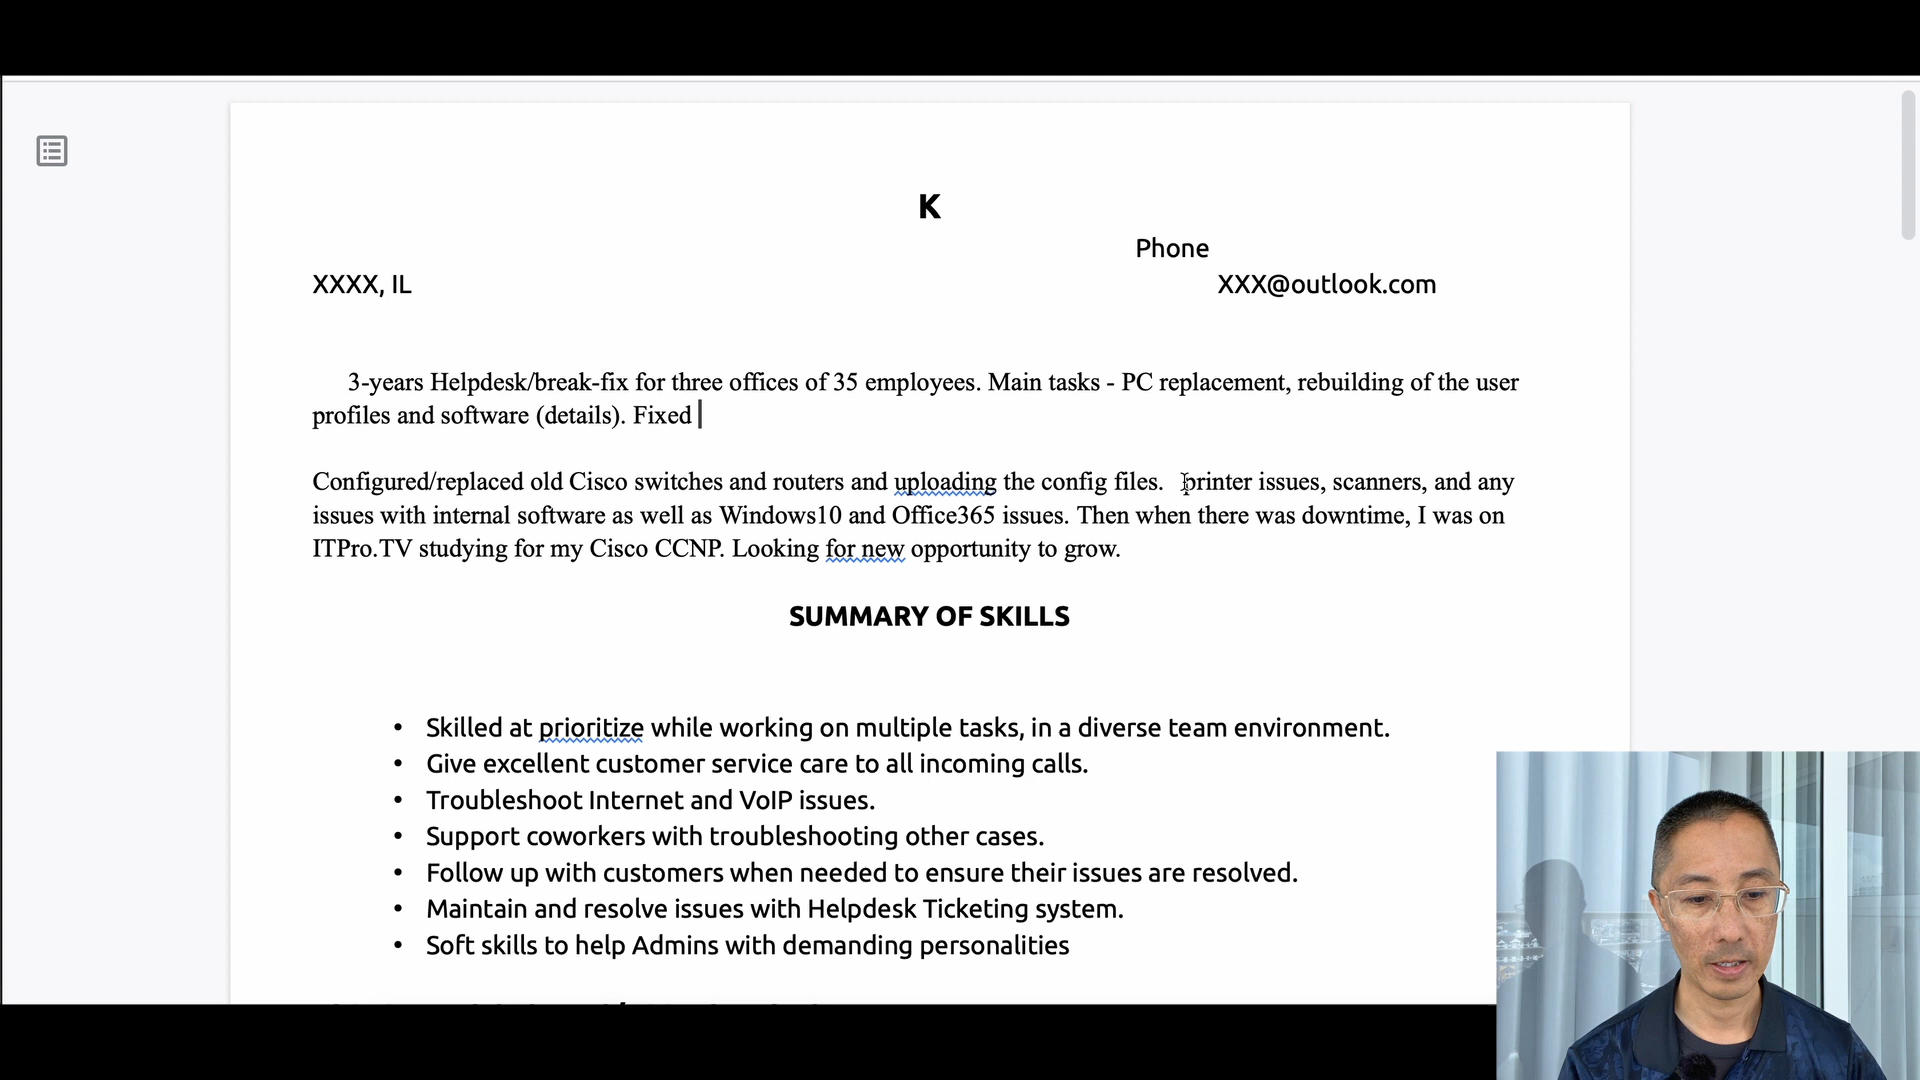 K
Phone
XXXX, IL XXX@outlook.com
3-years Helpdesk/break-fix for three offices of 35 employees. Main tasks - PC replacement, rebuilding of the user
profiles and software (details). Fixed
Configured/replaced old Cisco switches and routers and uploading the config files. printer issues, scanners, and any
issues with internal software as well as Windows10 and Office365 issues. Then when there was downtime, I was on
ITPro.TV studying for my Cisco CCNP. Looking for new opportunity to grow.
SUMMARY OF SKILLS
• Skilled at prioritize while working on multiple tasks, in a diverse team environment.
• Give excellent customer service care to all incoming calls.
• Troubleshoot Internet and VoIP issues.
• Support coworkers with troubleshooting other cases.
• Follow up with customers when needed to ensure their issues are resolved.
• Maintain and resolve issues with Helpdesk Ticketing system.
• Soft skills to help Admins with demanding personalities